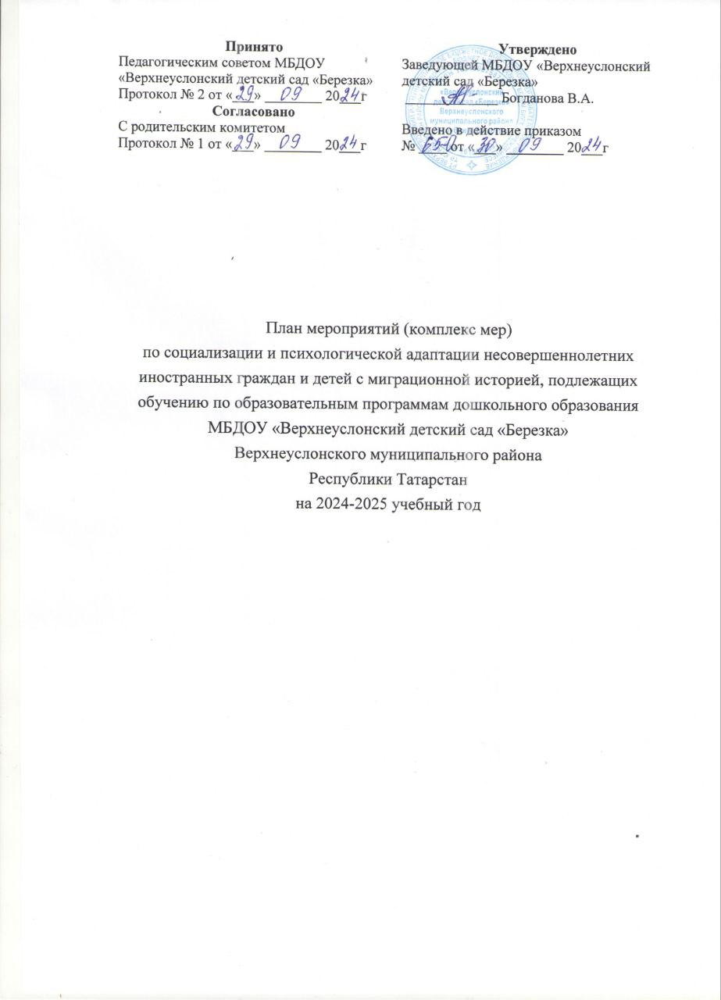 Принято
Педагогическим советом МБДОУ
«Верхнеуслонский детский сад «Березка»
Протокол № 2 от «29» 09 2024г
Согласовано
С родительским комитетом
Протокол № 1 от «29» 09 2024г
Утверждено
Заведующей МБДОУ «Верхнеуслонский
детский сад «Березка»
Богданова В.А.
Введено в действие приказом
№ от «30» 09 2024г
«Верхнеуслонский
детский сад «Березка»
Верхнеуслонского
муниципального района
План мероприятий (комплекс мер)
по социализации и психологической адаптации несовершеннолетних
иностранных граждан и детей с миграционной историей, подлежащих
обучению по образовательным программам дошкольного образования
МБДОУ «Верхнеуслонский детский сад «Березка»
Верхнеуслонского муниципального района
Республики Татарстан
на 2024-2025 учебный год